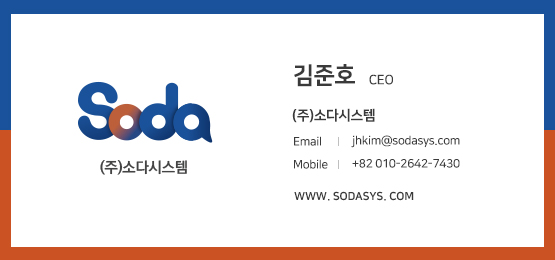 Soda
(주)소다시스템
김준호 CEO
(주)소다시스템
Email | jhkim@sodasys.com
Mobile | +82 010-2642-7430
WWW. SODASYS. COM